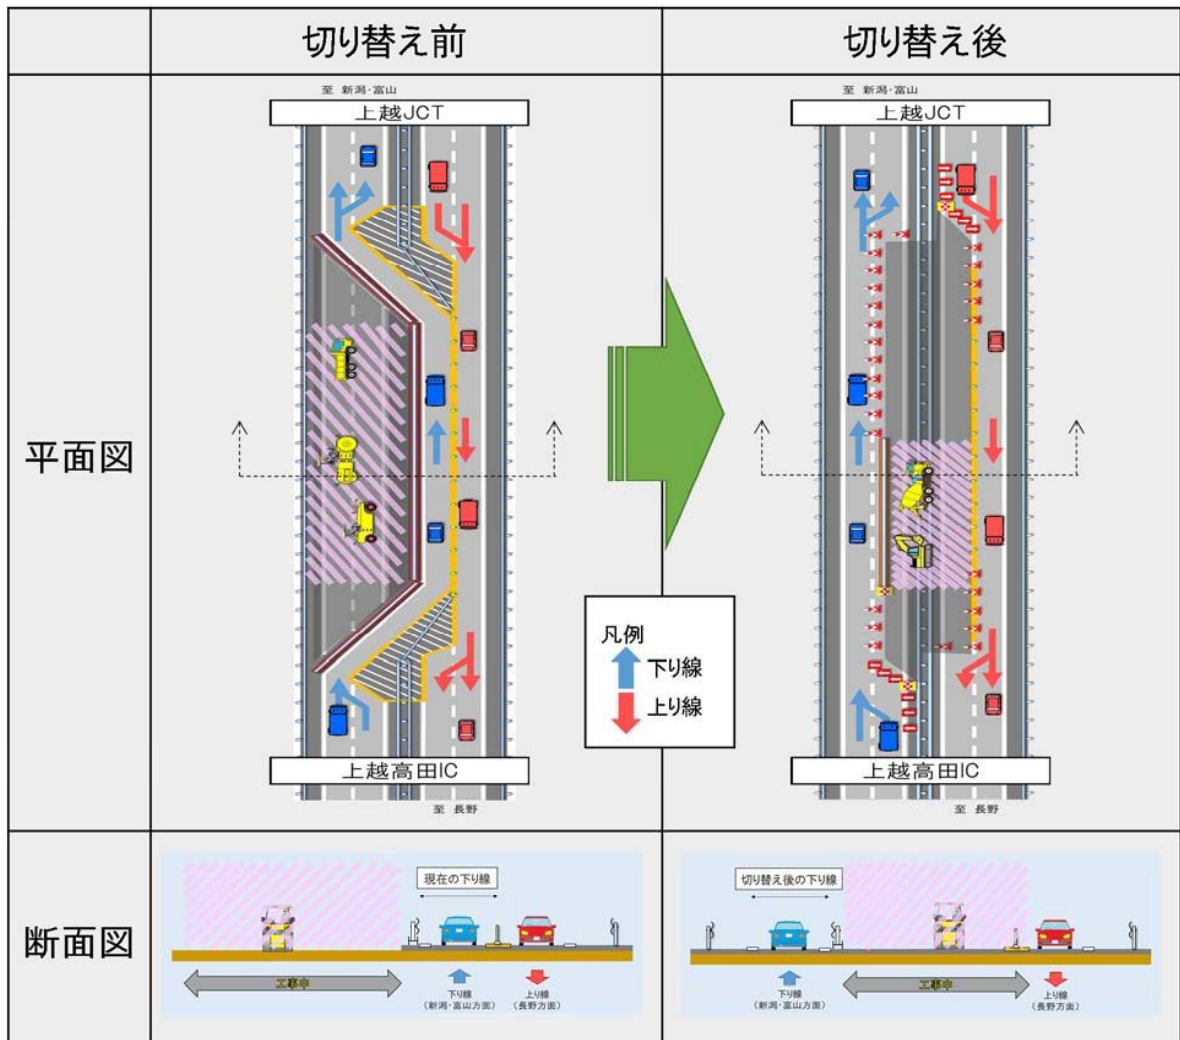 切り替え前
切り替え後
平面図
至 新潟・富山
上越JCT
上越高田IC
至 長野
至 新潟・富山
上越JCT
上越高田IC
至 長野
凡例
下り線
上り線
断面図
現在の下り線
工事中
下り線
(新潟・富山方面)
上り線
(長野方面)
切り替え後の下り線
下り線
(新潟・富山方面)
工事中
上り線
(長野方面)